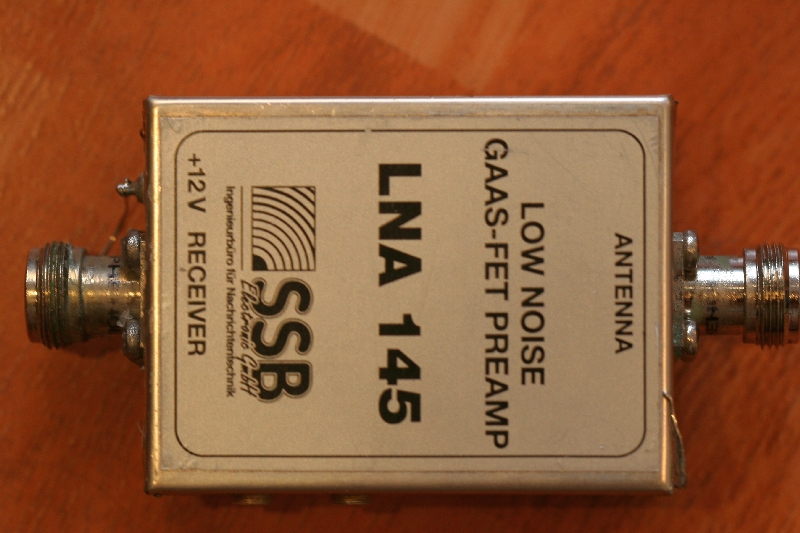 ANTENNA
LOW NOISE
GAAS-FET PREAMP
LNA 145
SSB
Electronic GmbH
Ingenieurbüro für Nachrichtentechnik
+12V RECEIVER